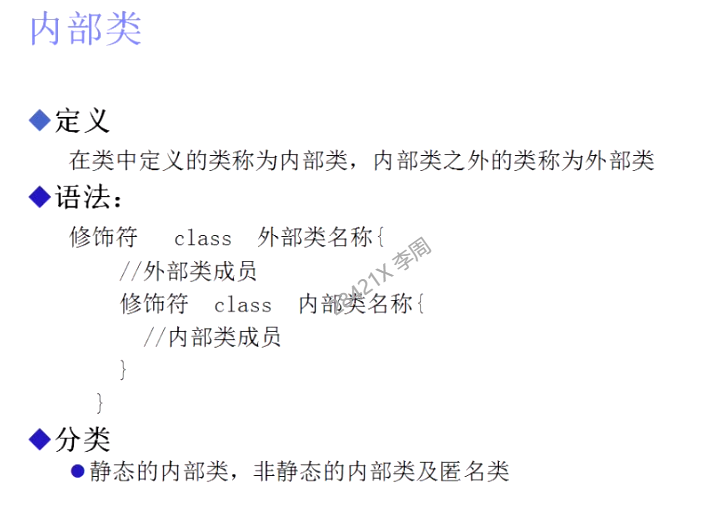 内部类
定义
在类中定义的类称为内部类，内部类之外的类称为外部类
语法：
修饰符 class 外部类名称{
//外部类成员
修饰符 class 内部类名称{
//内部类成员
}
}
分类
静态的内部类，非静态的内部类及匿名类
李周